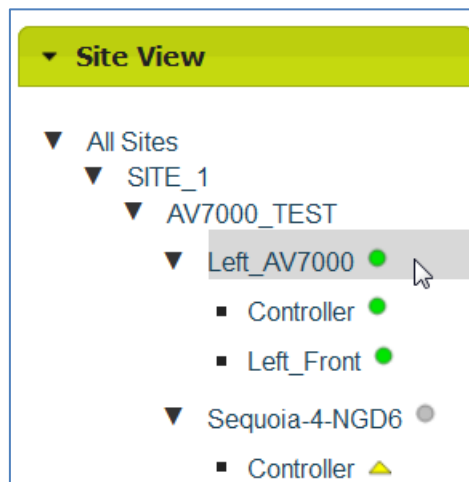 Site View
All Sites
SITE_1
AV7000_TEST
Left_AV7000
Controller
Left_Front
Sequoia-4-NGD6
Controller